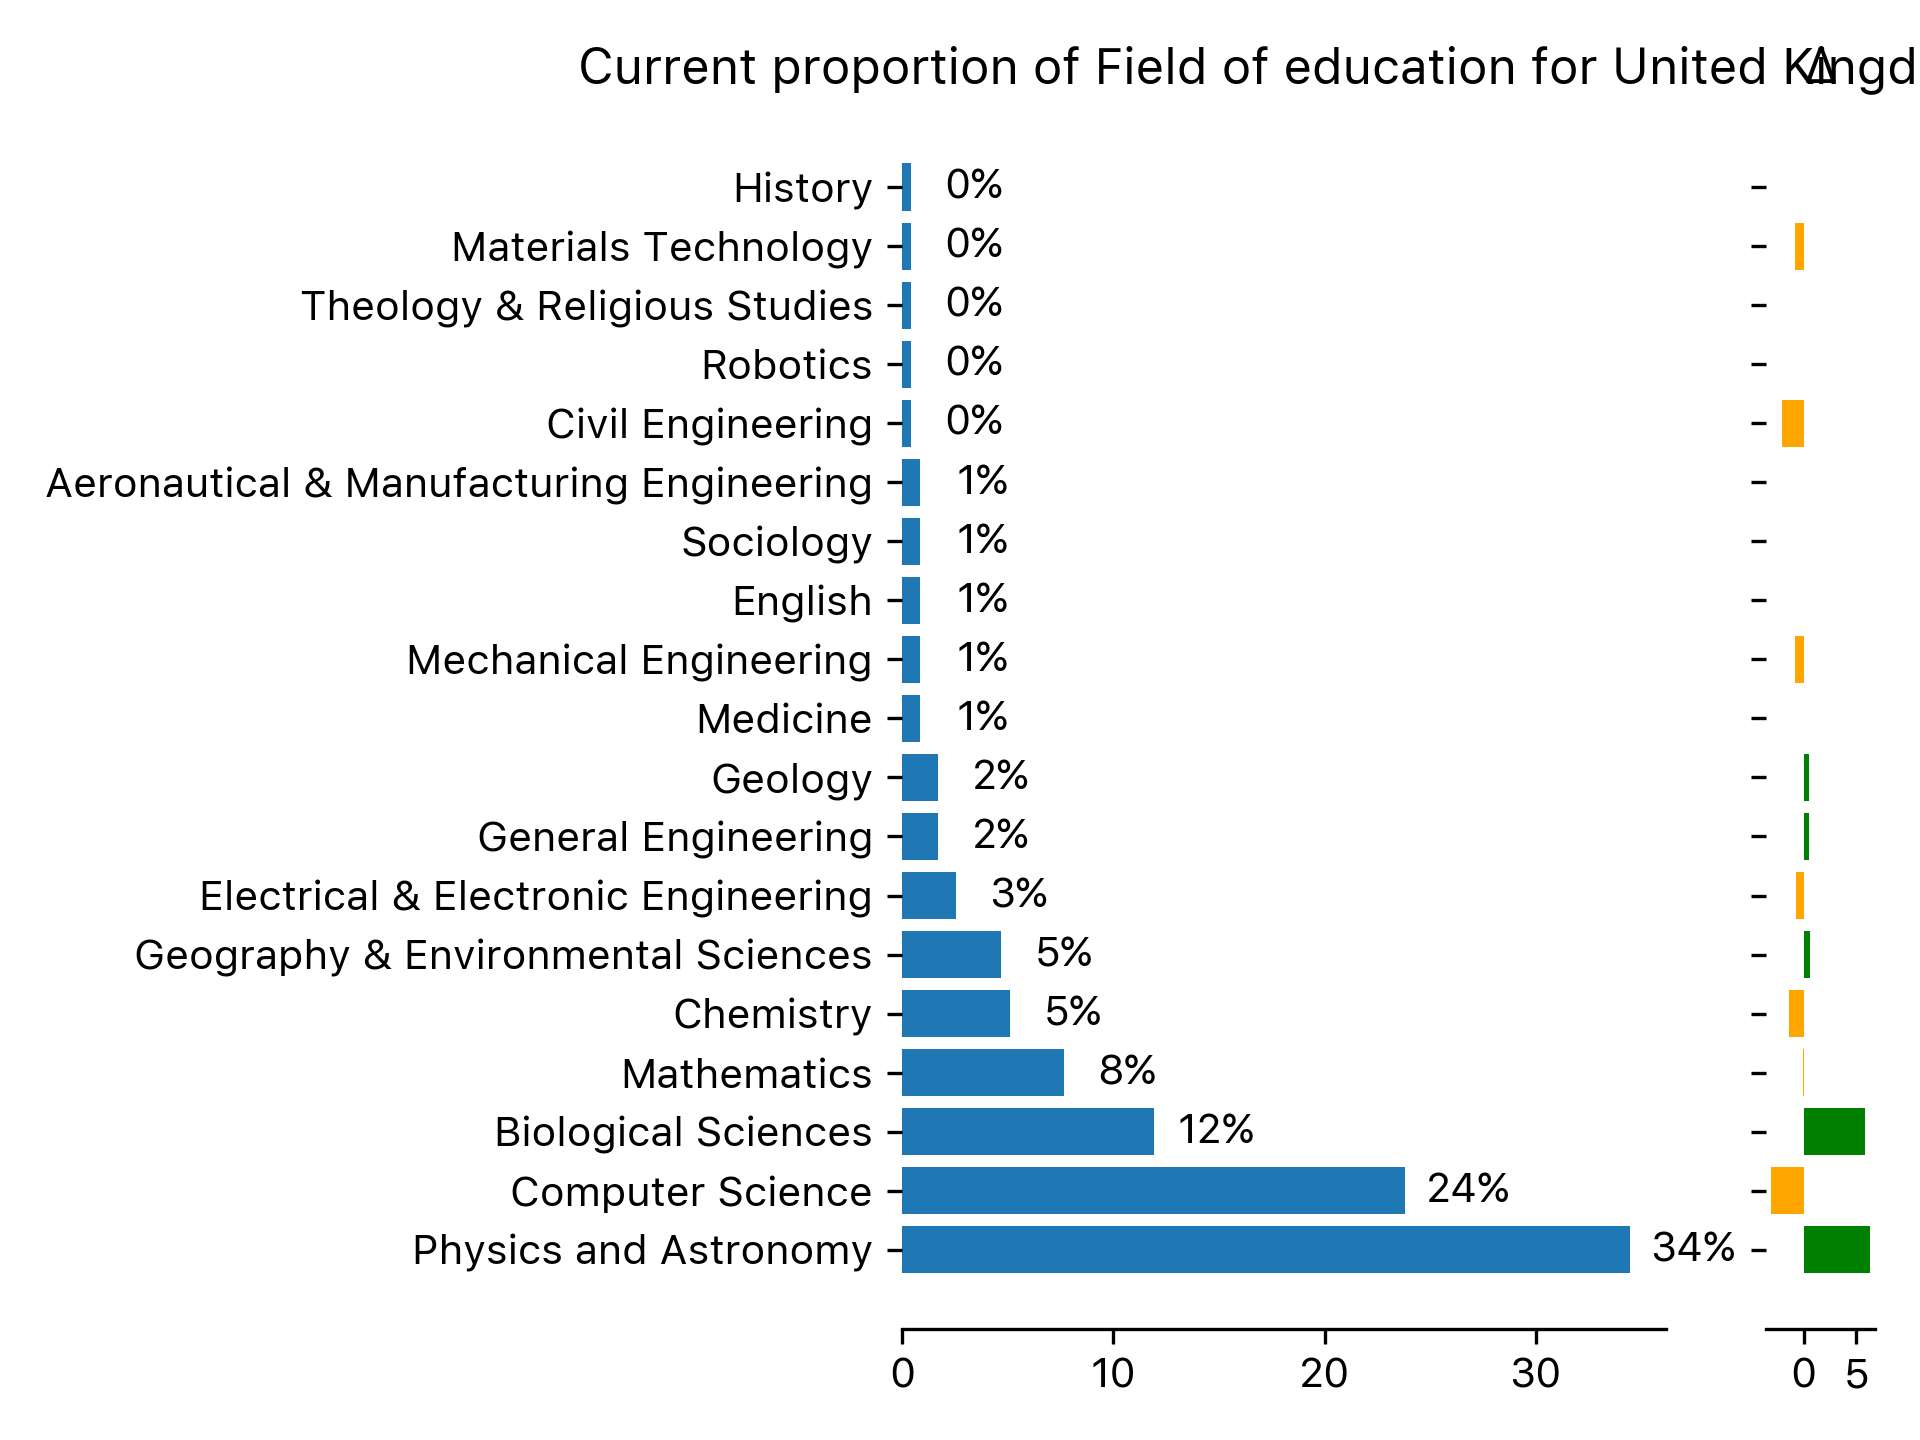 Current proportion of Field of education for United Kingd
Δ
History 0%
Materials Technology 0%
Theology & Religious Studies 0%
Robotics 0%
Civil Engineering 0%
Aeronautical & Manufacturing Engineering 1%
Sociology 1%
English 1%
Mechanical Engineering 1%
Medicine 1%
Geology 2%
General Engineering 2%
Electrical & Electronic Engineering 3%
Geography & Environmental Sciences 5%
Chemistry 5%
Mathematics 8%
Biological Sciences 12%
Computer Science 24%
Physics and Astronomy 34%
0 10 20 30 0 5